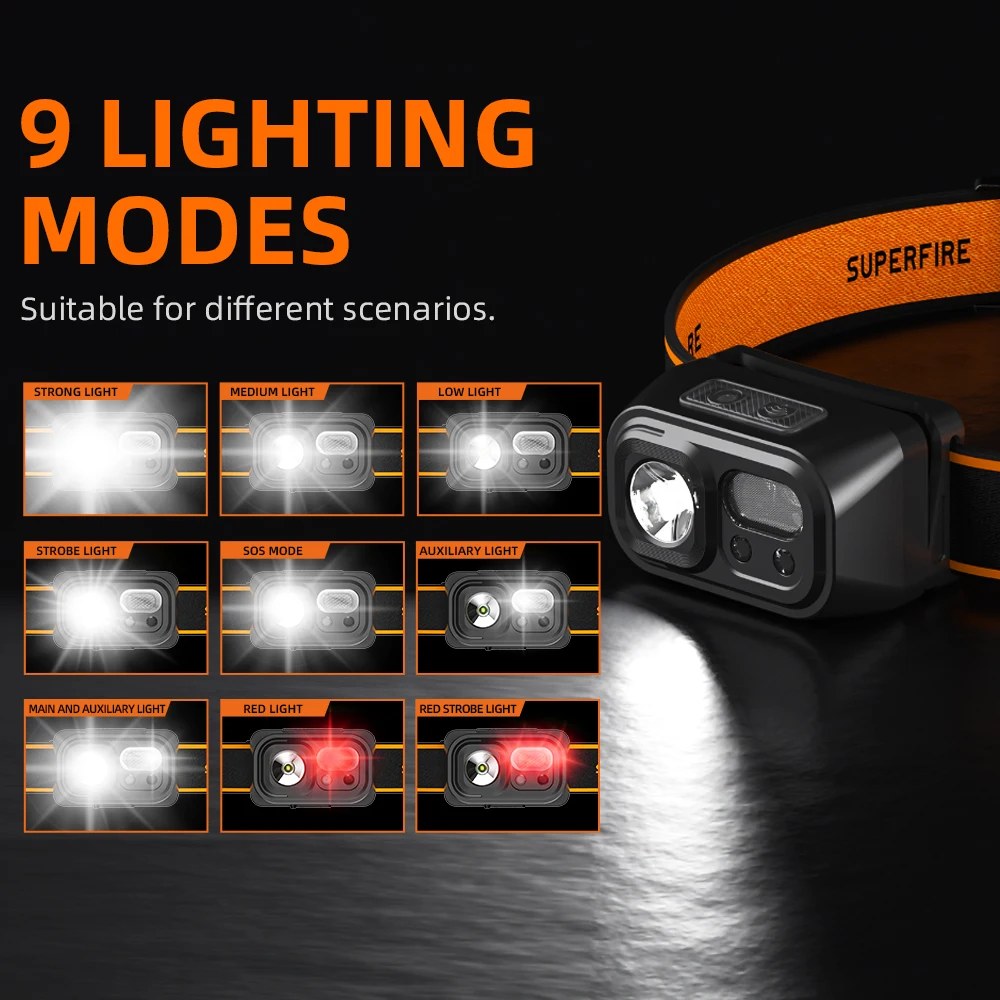 9 LIGHTING
MODES
Suitable for different scenarios.
SUPERFIRE
RE
STRONG LIGHT
MEDIUM LIGHT
LOW LIGHT
STROBE LIGHT
SOS MODE
AUXILIARY LIGHT
MAIN AND AUXILIARY LIGHT
RED LIGHT
RED STROBE LIGHT